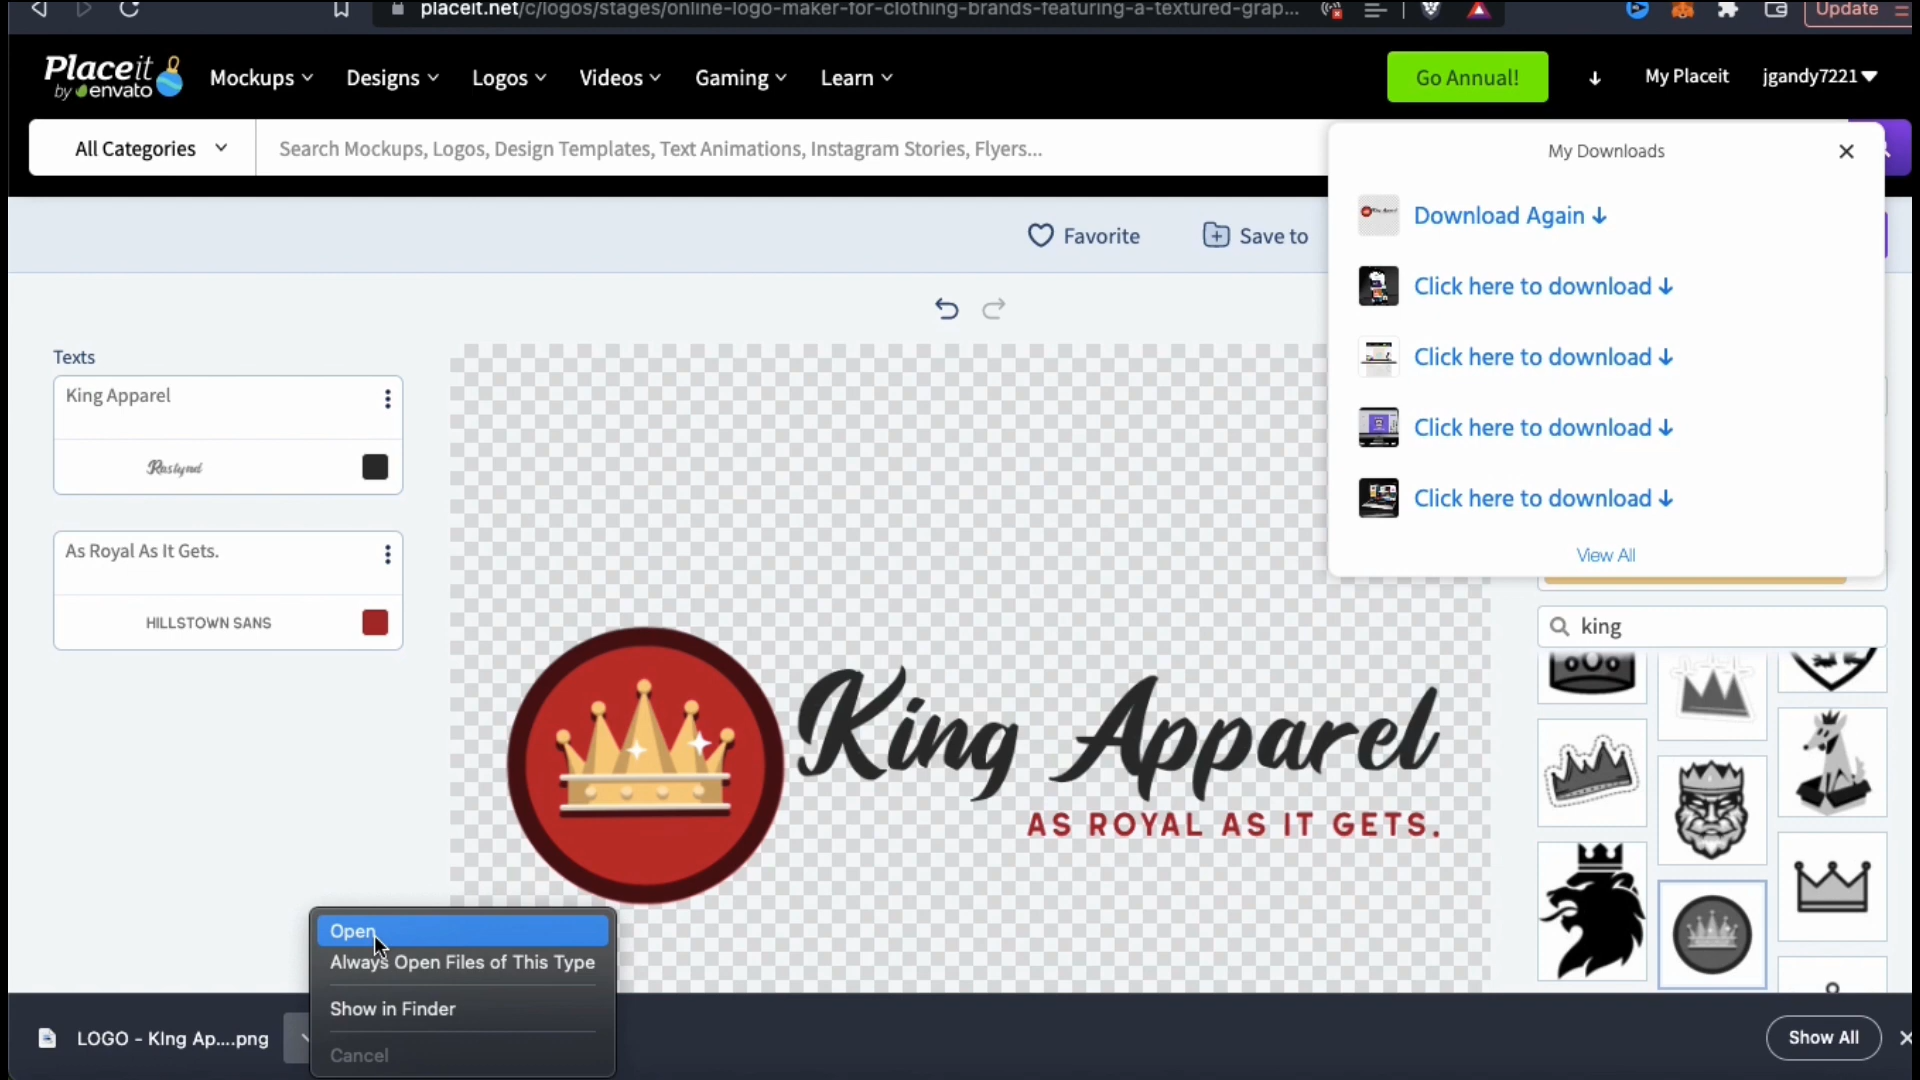 placeit.net/c/logos/stages/online-logo-maker-for-clothing-brands-featuring-a-textured-grap...
Update
Placeit
by envato
Mockups
Designs
Logos
Videos
Gaming
Learn
Go Annual!
My Placeit
jgandy7221
All Categories
Search Mockups, Logos, Design Templates, Text Animations, Instagram Stories, Flyers...
My Downloads
Download Again
Click here to download
Click here to download
Click here to download
Click here to download
View All
Favorite
Save to
Texts
King Apparel
Raslynd
As Royal As It Gets.
HILLSTOWN SANS
King Apparel
AS ROYAL AS IT GETS.
king
Open
Always Open Files of This Type
Show in Finder
Cancel
LOGO - KIng Ap....png
Show All